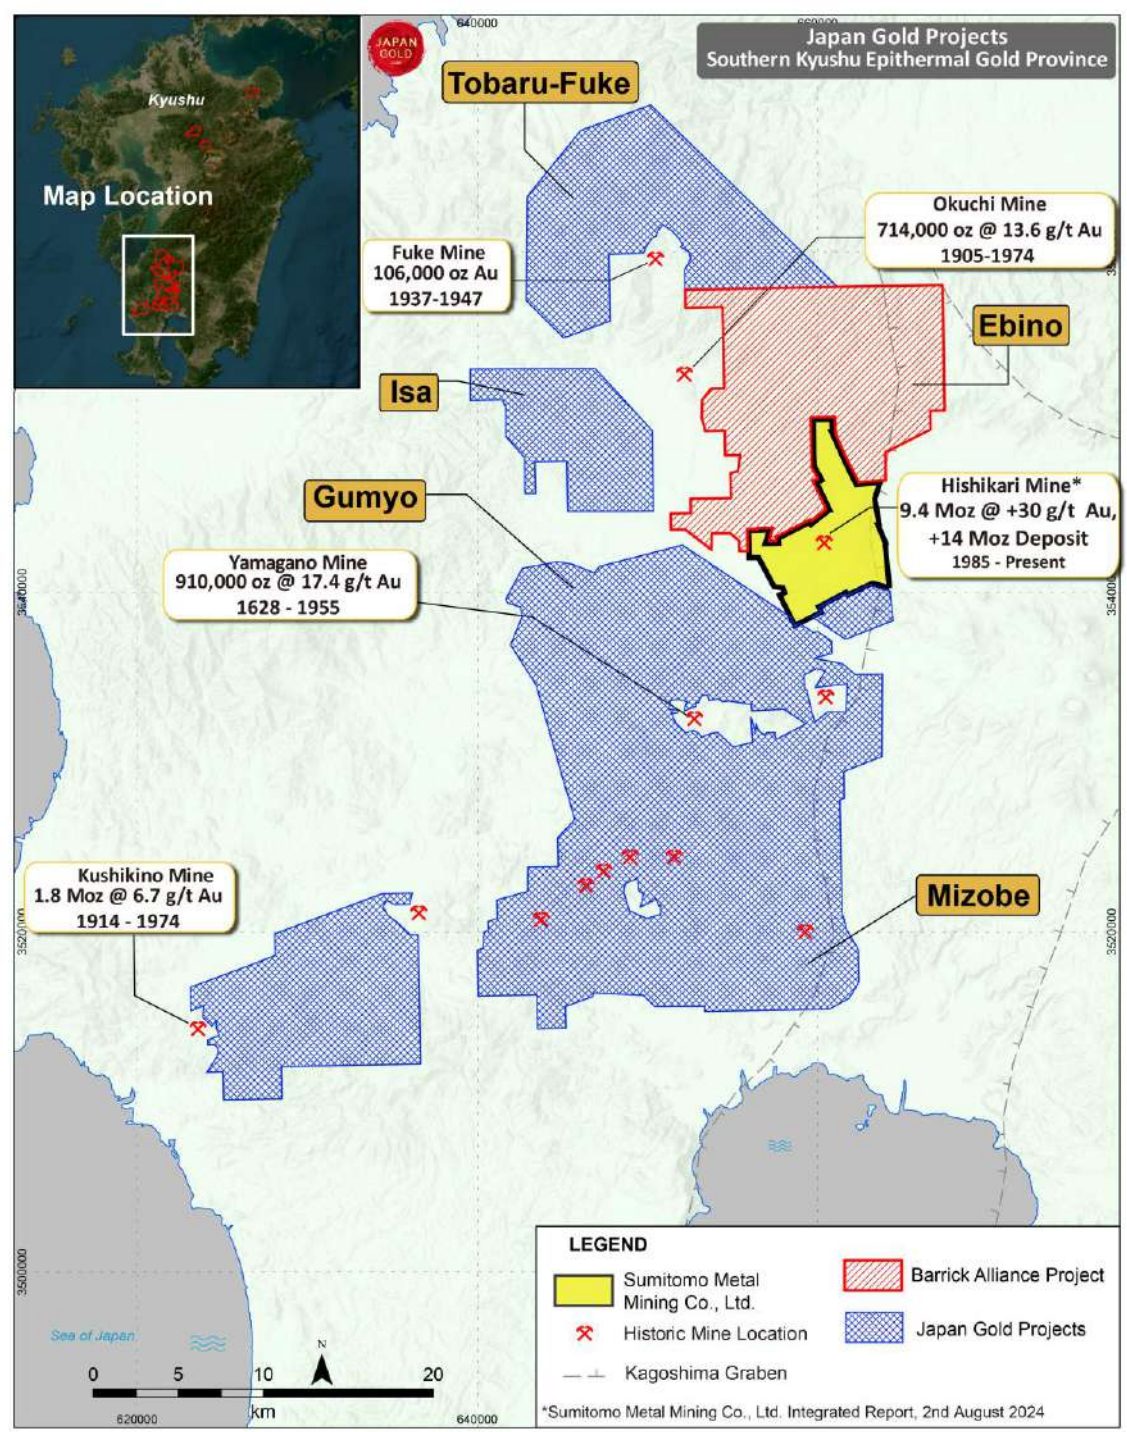 640000
660000
Japan Gold Projects
Southern Kyushu Epithermal Gold Province
JAPAN
GOLD
Kyushu
Map Location
Tobaru-Fuke
Okuchi Mine
714,000 oz @ 13.6 g/t Au
1905-1974
Fuke Mine
106,000 oz Au
1937-1947
Ebino
Isa
Gumyo
Hishikari Mine*
9.4 Moz @ +30 g/t Au,
+14 Moz Deposit
1985 - Present
Yamagano Mine
910,000 oz @ 17.4 g/t Au
1628 - 1955
3540000
3540000
Kushikino Mine
1.8 Moz @ 6.7 g/t Au
1914 - 1974
Mizobe
3520000
3520000
3500000
LEGEND
Sumitomo Metal
Mining Co., Ltd.
Barrick Alliance Project
Historic Mine Location
Japan Gold Projects
Kagoshima Graben
*Sumitomo Metal Mining Co., Ltd. Integrated Report, 2nd August 2024
Sea of Japan
N
0 5 10 20
km
620000
640000